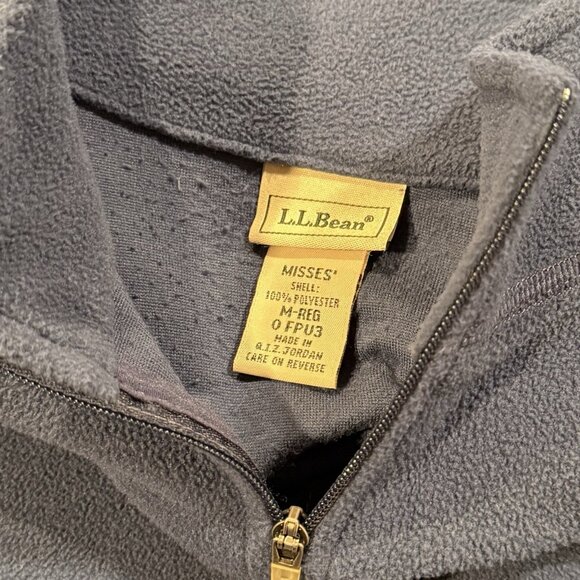 L.L.Bean®
MISSES'
SHELL:
100% POLYESTER
M-REG
0 FPU3
MADE IN
Q.I.Z. JORDAN
CARE ON REVERSE